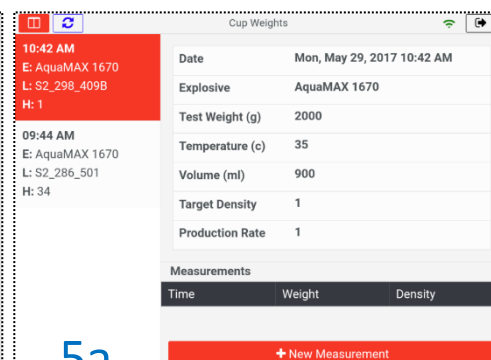 Cup Weights
10:42 AM
E: AquaMAX 1670
L: S2_298_409B
H: 1
09:44 AM
E: AquaMAX 1670
L: S2_286_501
H: 34
Date Mon, May 29, 2017 10:42 AM
Explosive AquaMAX 1670
Test Weight (g) 2000
Temperature (c) 35
Volume (ml) 900
Target Density 1
Production Rate 1
Measurements
Time Weight Density
+ New Measurement
5a